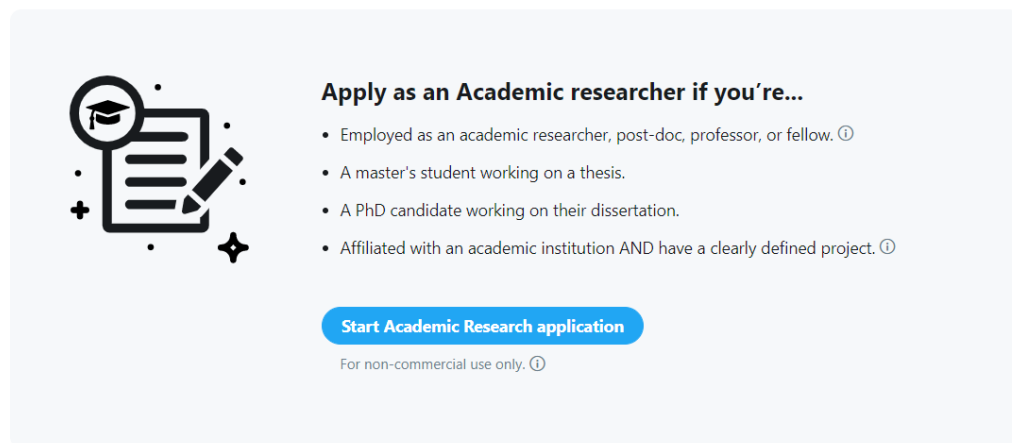 Apply as an Academic researcher if you’re...
• Employed as an academic researcher, post-doc, professor, or fellow. ⓘ
• A master's student working on a thesis.
• A PhD candidate working on their dissertation.
• Affiliated with an academic institution AND have a clearly defined project. ⓘ
Start Academic Research application
For non-commercial use only. ⓘ